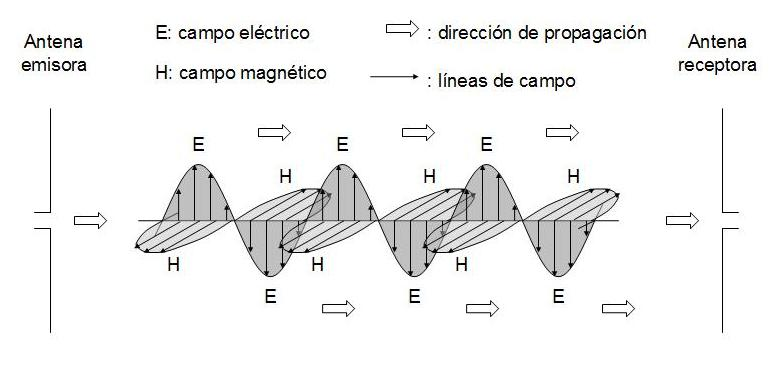 Antena
emisora
E: campo eléctrico
H: campo magnético
: dirección de propagación
: líneas de campo
Antena
receptora
E
E
E
H
H
H
H
H
H
E
E
E